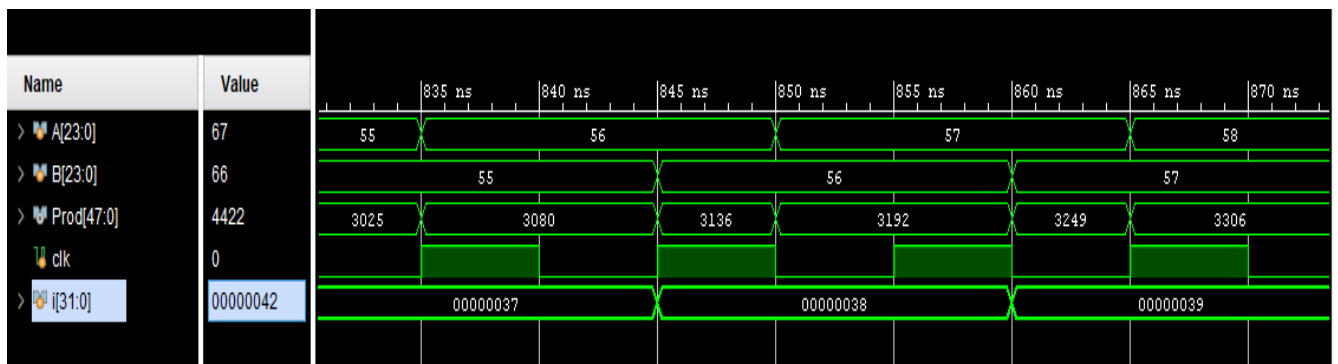 Name Value 835 ns 840 ns 845 ns 850 ns 855 ns 860 ns 865 ns 870 ns
A[23:0] 67 55 56 57 58
B[23:0] 66 55 56 57
Prod[47:0] 4422 3025 3080 3136 3192 3249 3306
clk 0
i[31:0] 00000042 00000037 00000038 00000039